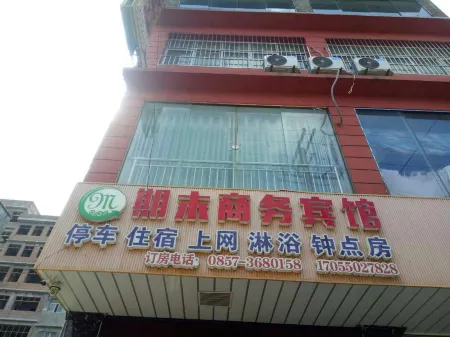 期末商务宾馆
停车 住宿 上网 淋浴 钟点房
订房电话: 0857-3680158 17055027828